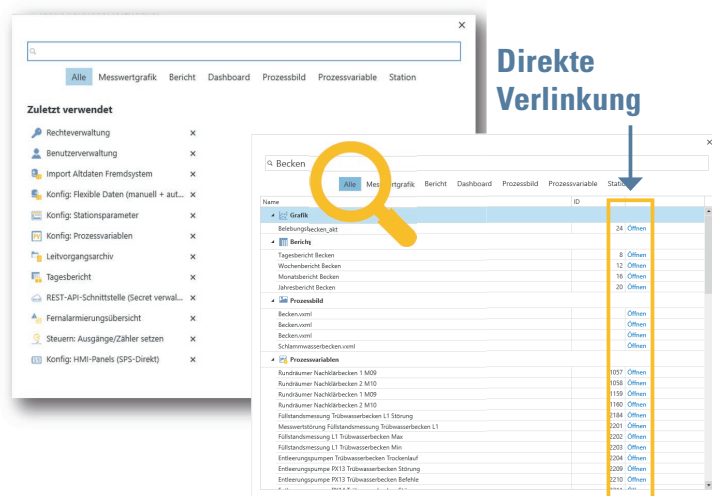 Alle Messwertgrafik Bericht Dashboard Prozessbild Prozessvariable Station
Zuletzt verwendet
Rechteverwaltung
Benutzerverwaltung
Import Altdaten Fremdsystem
Konfig: Flexible Daten (manuell + aut...
Konfig: Stationsparameter
Konfig: Prozessvariablen
Leitvorgangsarchiv
Tagesbericht
REST-API-Schnittstelle (Secret verwal...
Fernalarmierungsübersicht
Steuern: Ausgänge/Zähler setzen
Konfig: HMI-Panels (SPS-Direkt)
Direkte
Verlinkung
Becken
Alle Messwertgrafik Bericht Dashboard Prozessbild Prozessvariable Station
Name ID
Grafik
Belebungsbecken_akt 24 Öffnen
Bericht
Tagesbericht Becken 8 Öffnen
Wochenbericht Becken 12 Öffnen
Monatsbericht Becken 16 Öffnen
Jahresbericht Becken 20 Öffnen
Prozessbild
Becken.vxml Öffnen
Becken.vxml Öffnen
Becken.vxml Öffnen
Schlammwasserbecken.vxml Öffnen
Prozessvariablen
Rundräumer Nachklärbecken 1 M09 1057 Öffnen
Rundräumer Nachklärbecken 2 M10 1058 Öffnen
Rundräumer Nachklärbecken 1 M09 1159 Öffnen
Rundräumer Nachklärbecken 2 M10 1160 Öffnen
Füllstandsmessung Trübwasserbecken L1 Störung 2184 Öffnen
Messwertstörung Füllstandsmessung Trübwasserbecken L1 2201 Öffnen
Füllstandsmessung L1 Trübwasserbecken Max 2202 Öffnen
Füllstandsmessung L1 Trübwasserbecken Min 2203 Öffnen
Entleerungspumpen Trübwasserbecken Trockenlauf 2204 Öffnen
Entleerungspumpe PX13 Trübwasserbecken Störung 2209 Öffnen
Entleerungspumpe PX13 Trübwasserbecken Befehle 2210 Öffnen